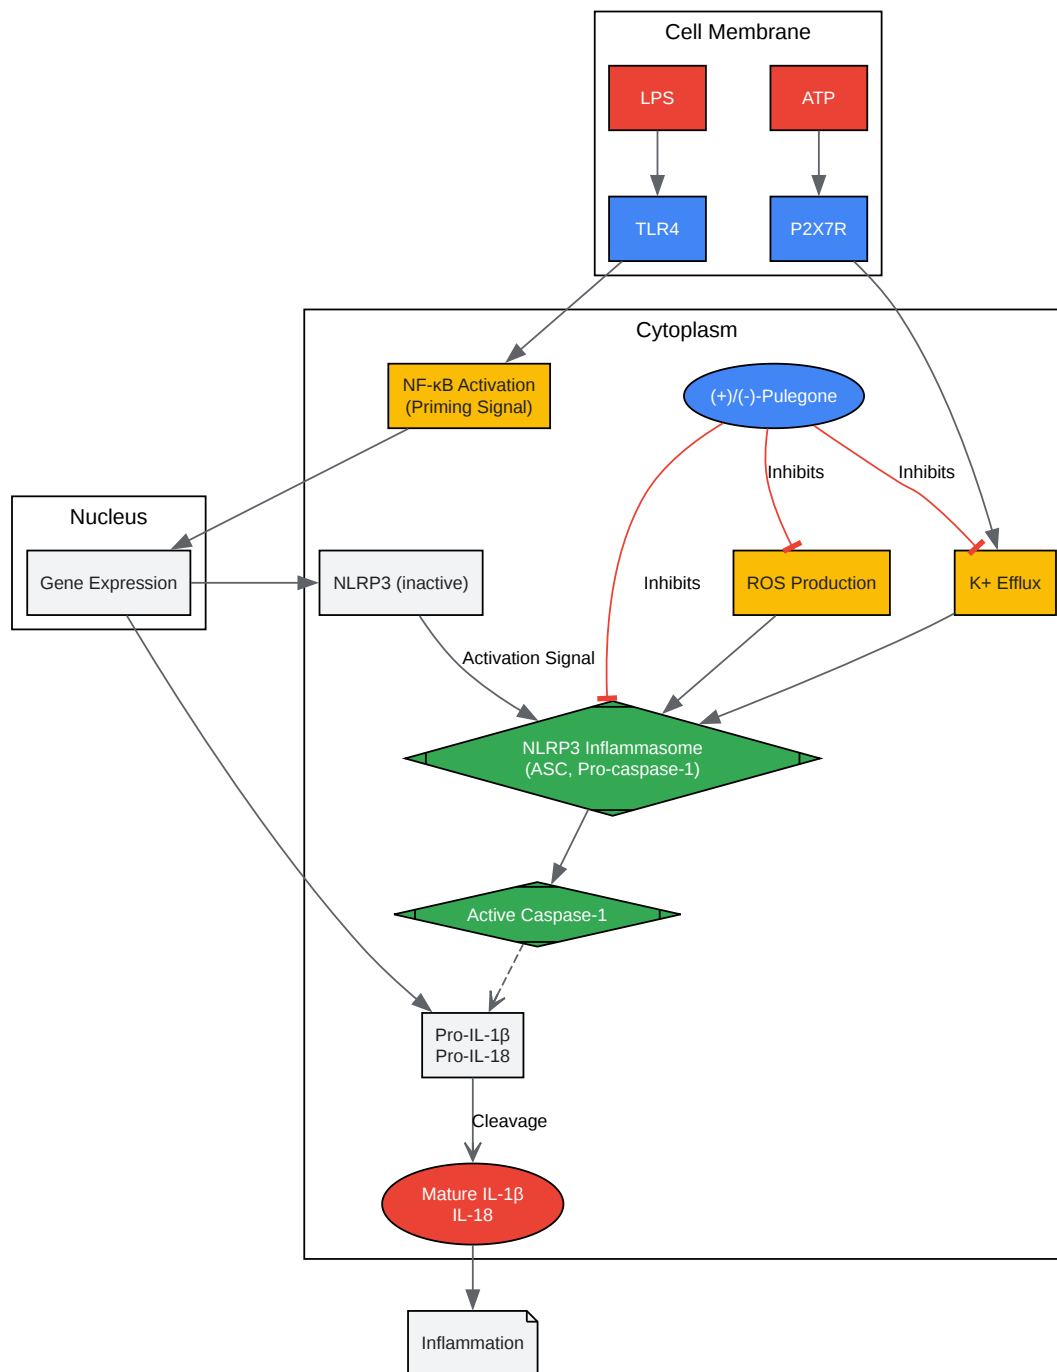 Cell Membrane
LPS
ATP
TLR4
P2X7R
Cytoplasm
NF-κB Activation
(Priming Signal)
(+)/(-)-Pulegone
Inhibits
Inhibits
Nucleus
Gene Expression
NLRP3 (inactive)
Inhibits
ROS Production
K+ Efflux
Activation Signal
NLRP3 Inflammasome
(ASC, Pro-caspase-1)
Active Caspase-1
Pro-IL-1β
Pro-IL-18
Cleavage
Mature IL-1β
IL-18
Inflammation